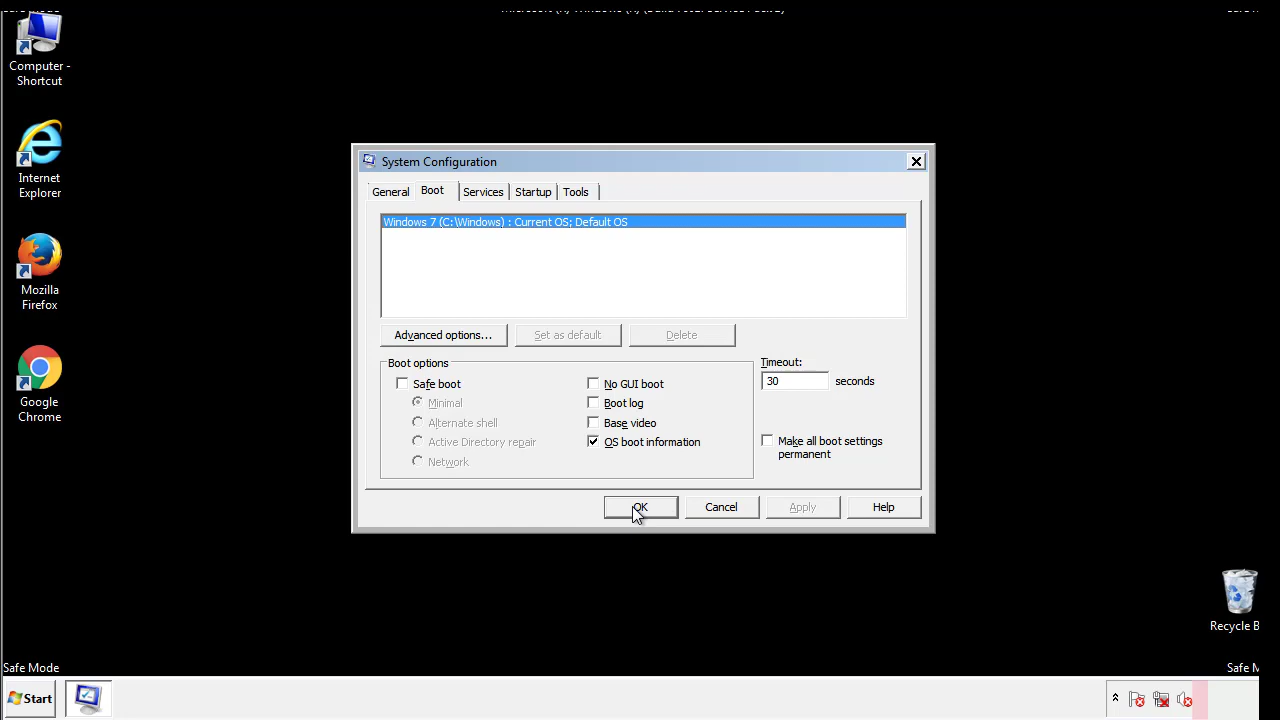 Computer -
Shortcut
Internet
Explorer
Mozilla
Firefox
Google
Chrome
System Configuration
General Boot Services Startup Tools
Windows 7 (C:\Windows) : Current OS; Default OS
Advanced options... Set as default Delete
Boot options Timeout:
Safe boot No GUI boot 30 seconds
Minimal Boot log
Alternate shell Base video
Active Directory repair OS boot information Make all boot settings
permanent
Network
OK Cancel Apply Help
Recycle B
Safe Mode Safe M
Start